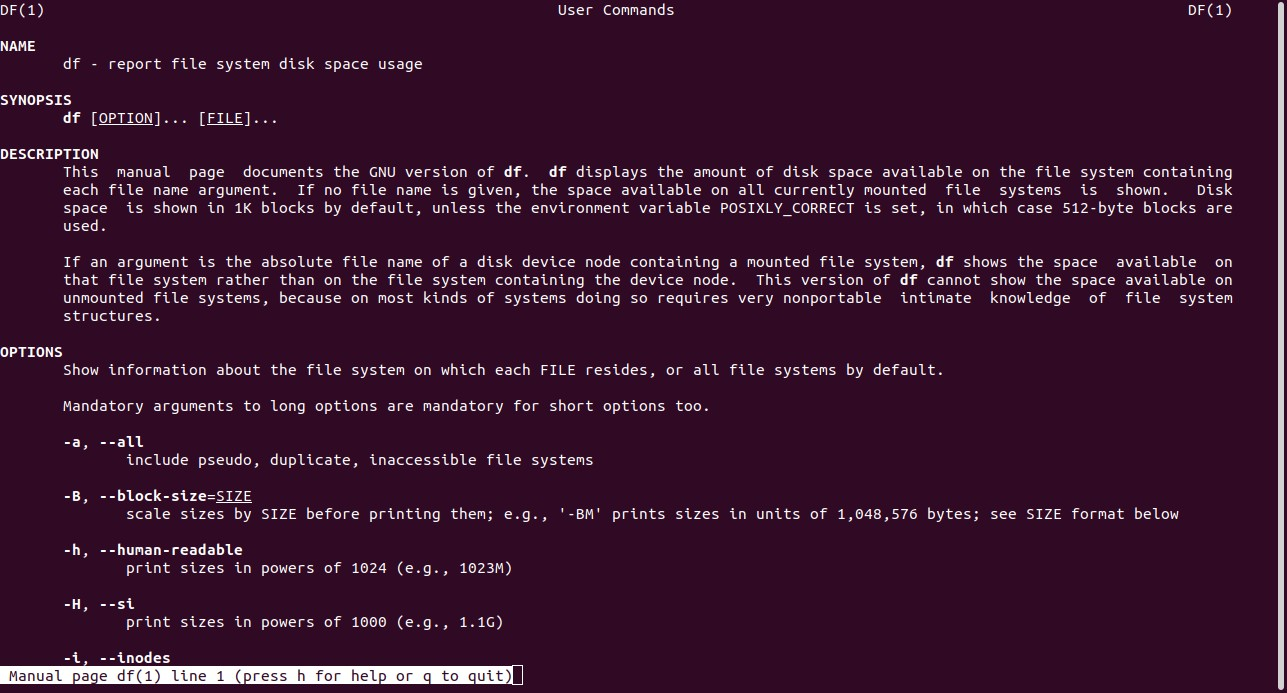 DF(1) User Commands DF(1)
NAME
df - report file system disk space usage
SYNOPSIS
df [OPTION]... [FILE]...
DESCRIPTION
This manual page documents the GNU version of df. df displays the amount of disk space available on the file system containing
each file name argument. If no file name is given, the space available on all currently mounted file systems is shown. Disk
space is shown in 1K blocks by default, unless the environment variable POSIXLY_CORRECT is set, in which case 512-byte blocks are
used.
If an argument is the absolute file name of a disk device node containing a mounted file system, df shows the space available on
that file system rather than on the file system containing the device node. This version of df cannot show the space available on
unmounted file systems, because on most kinds of systems doing so requires very nonportable intimate knowledge of file system
structures.
OPTIONS
Show information about the file system on which each FILE resides, or all file systems by default.
Mandatory arguments to long options are mandatory for short options too.
-a, --all
include pseudo, duplicate, inaccessible file systems
-B, --block-size=SIZE
scale sizes by SIZE before printing them; e.g., '-BM' prints sizes in units of 1,048,576 bytes; see SIZE format below
-h, --human-readable
print sizes in powers of 1024 (e.g., 1023M)
-H, --si
print sizes in powers of 1000 (e.g., 1.1G)
-i, --inodes
Manual page df(1) line 1 (press h for help or q to quit)